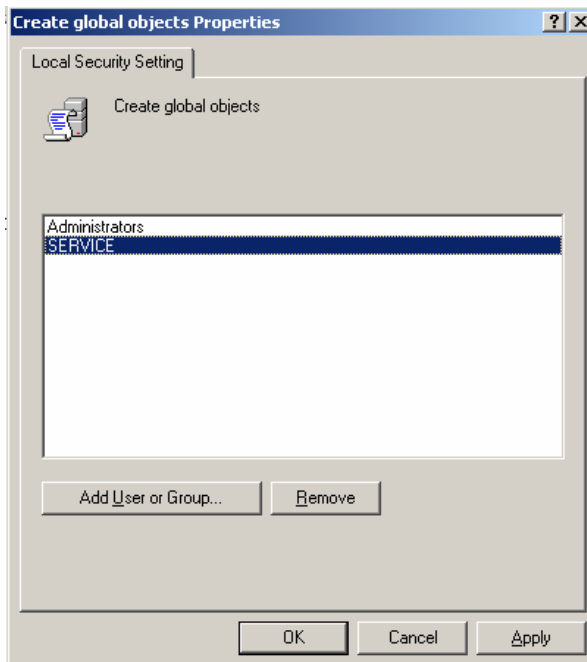 Create global objects Properties
Local Security Setting
Create global objects
Administrators
SERVICE
Add User or Group...
Remove
OK
Cancel
Apply